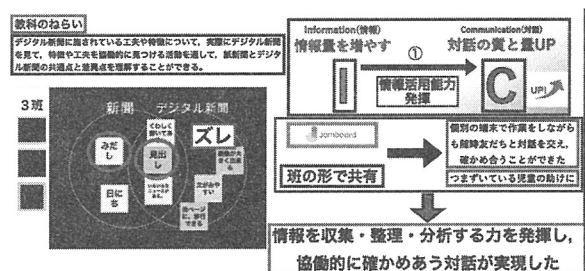 教科のねらい
デジタル新聞に施されている工夫や特徴について、実際にデジタル新聞
を見て、特徴や工夫を協働的に見つける活動を通して、紙新聞とデジタ
ル新聞の共通点と差異点を理解することができる。
3班
新聞 デジタル新聞
みだ
し
見出
し
ズレ
日にち
Information(情報)
情報量を増やす
Communication(対話)
対話の質と量UP
①
I
情報活用能力
発揮
C
UP!
Jamboard
班の形で共有
個別の端末で作業をしながら
も随時友だちと対話を交え、
確かめ合うことができた
つまずいている児童の助けに
情報を収集・整理・分析する力を発揮し、
協働的に確かめあう対話が実現した